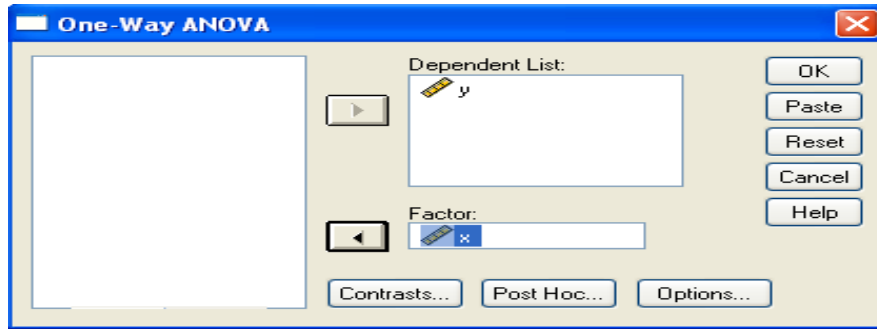 One-Way ANOVA
Dependent List:
y
Factor:
x
OK
Paste
Reset
Cancel
Help
Contrasts... Post Hoc... Options...